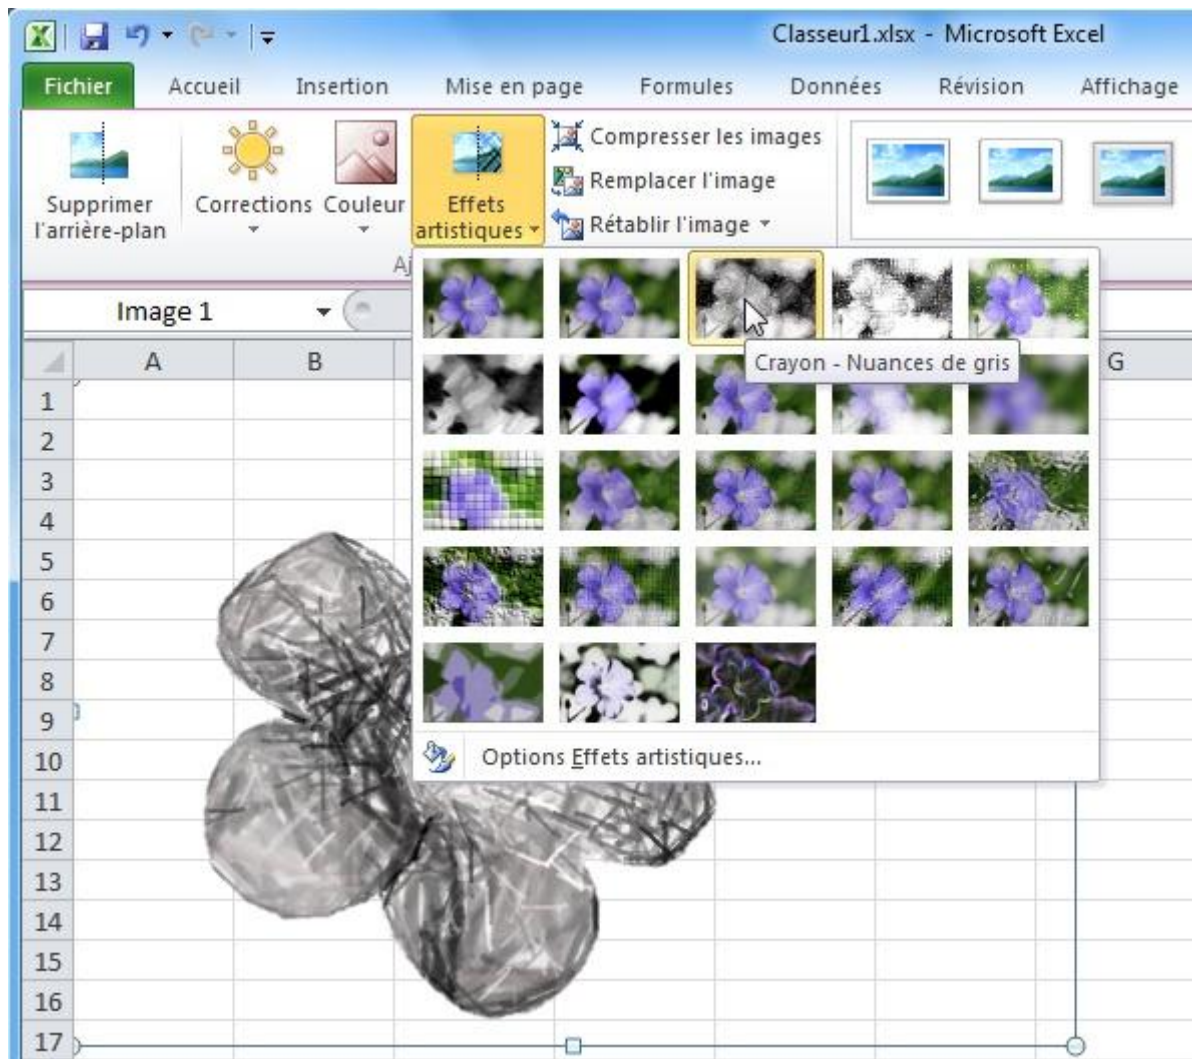 Classeur1.xlsx - Microsoft Excel
Fichier Accueil Insertion Mise en page Formules Données Révision Affichage
Supprimer l'arrière-plan
Corrections
Couleur
Effets artistiques
Compresser les images
Remplacer l'image
Rétablir l'image
Aj
Image 1
Crayon - Nuances de gris
A B G
1
2
3
4
5
6
7
8
9
10
11
12
13
14
15
16
17
Options Effets artistiques...